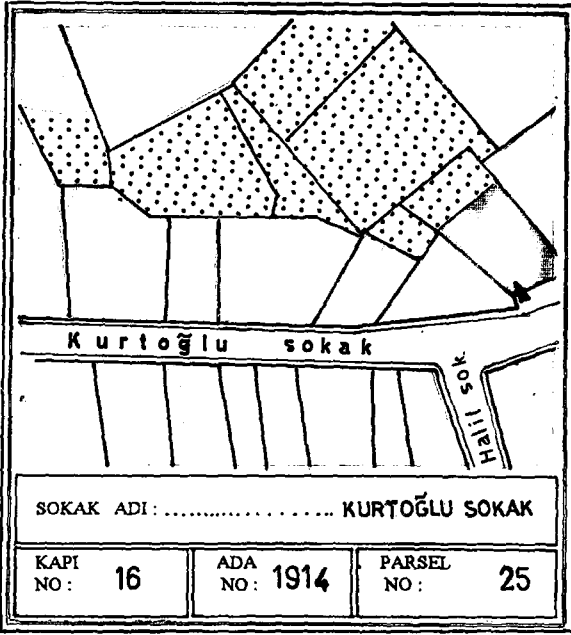 Kurtoğlu sokak
Halil sok.
SOKAK ADI : .................... KURTOĞLU SOKAK
KAPI NO : 16
ADA NO : 1914
PARSEL NO : 25